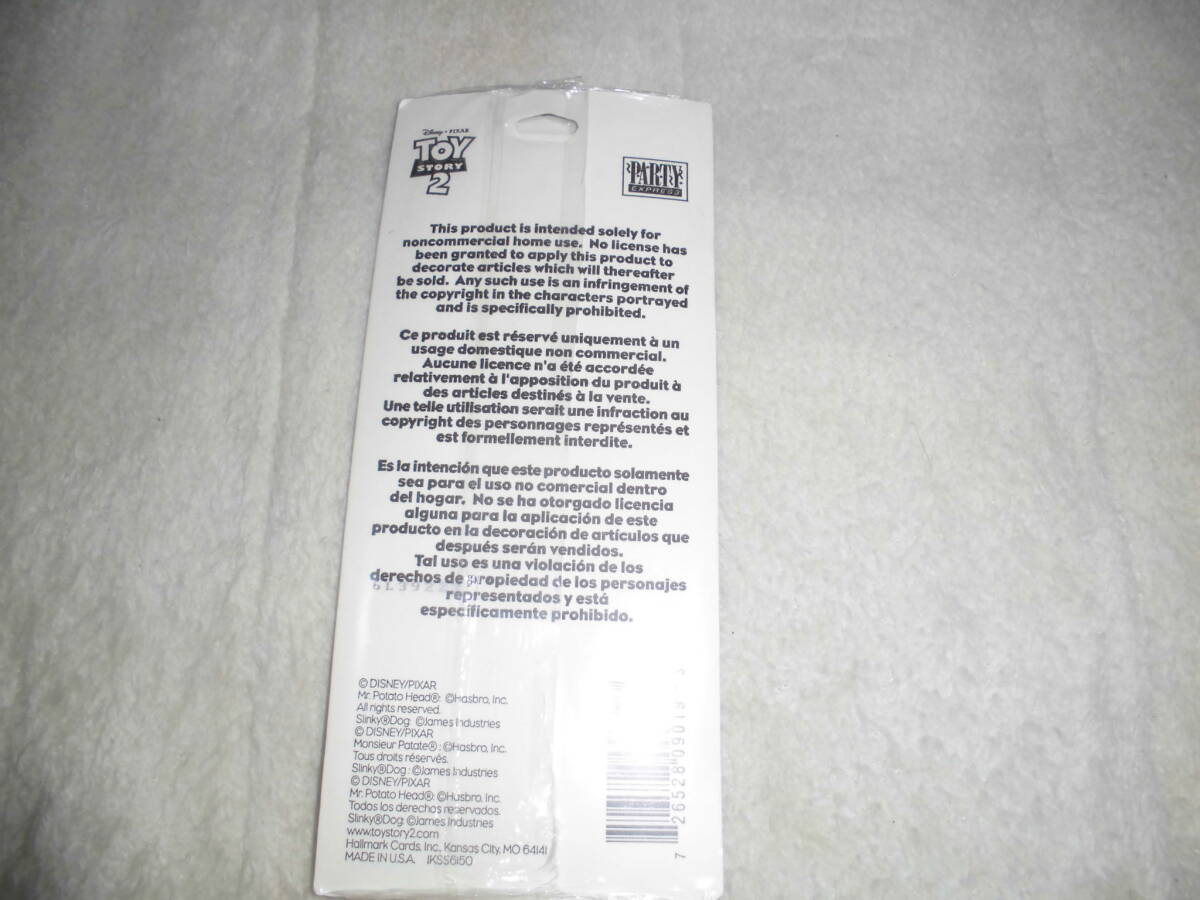 Disney • PIXAR
TOY
STORY
2
PARTY
EXPRESS
This product is intended solely for
noncommercial home use. No license has
been granted to apply this product to
decorate articles which will thereafter
be sold. Any such use is an infringement of
the copyright in the characters portrayed
and is specifically prohibited.
Ce produit est réservé uniquement à un
usage domestique non commercial.
Aucune licence n'a été accordée
relativement à l'apposition du produit à
des articles destinés à la vente.
Une telle utilisation serait une infraction au
copyright des personnages représentés et
est formellement interdite.
Es la intención que este producto solamente
sea para el uso no comercial dentro
del hogar. No se ha otorgado licencia
alguna para la aplicación de este
producto en la decoración de artículos que
después serán vendidos.
Tal uso es una violación de los
derechos de propiedad de los personajes
representados y está
específicamente prohibido.
© DISNEY/PIXAR
Mr. Potato Head®: ©Hasbro, Inc.
All rights reserved.
Slinky®Dog: ©James Industries
© DISNEY/PIXAR
Monsieur Patate® : ©Hasbro, Inc.
Tous droits réservés.
Slinky®Dog : ©James Industries
© DISNEY/PIXAR
Mr. Potato Head®: ©Hasbro, Inc.
Todos los derechos reservados.
Slinky®Dog: ©James Industries
www.toystory2.com
Hallmark Cards, Inc., Kansas City, MO 64141
MADE IN U.S.A. 1KSS6150
7 26528 09019 3